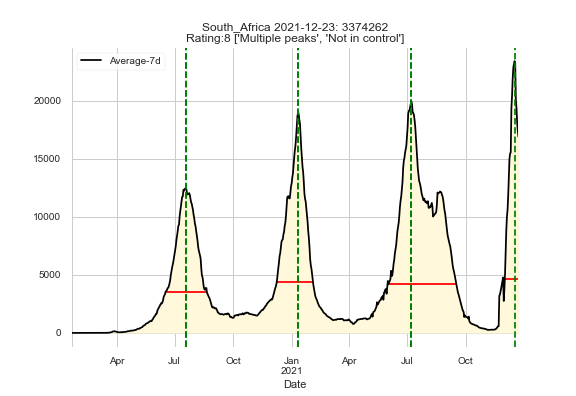 South_Africa 2021-12-23: 3374262
Rating:8 ['Multiple peaks', 'Not in control']
Average-7d
20000
15000
10000
5000
0
Apr Jul Oct Jan Apr Jul Oct
2021
Date